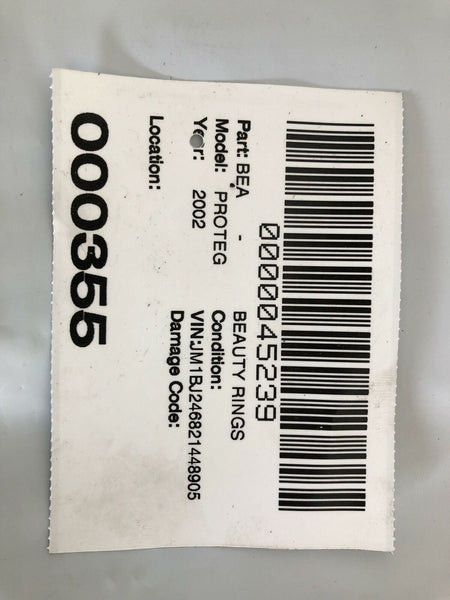 0000045239
Part: BEA - BEAUTY RINGS
Model: PROTEG Condition:
Year: 2002 VIN:JM1BJ246821448905
Damage Code:
Location:
000355